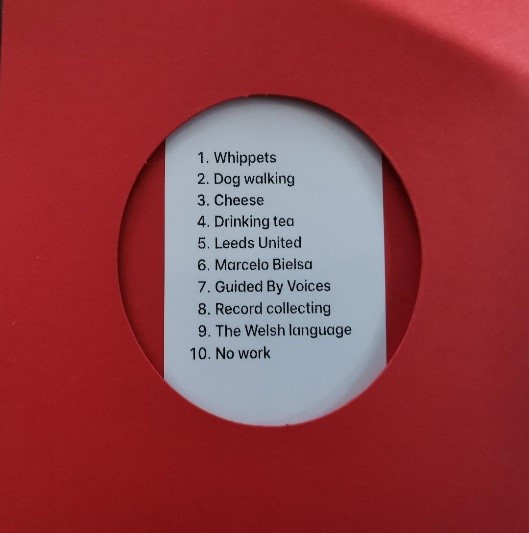 1. Whippets
2. Dog walking
3. Cheese
4. Drinking tea
5. Leeds United
6. Marcelo Bielsa
7. Guided By Voices
8. Record collecting
9. The Welsh language
10. No work